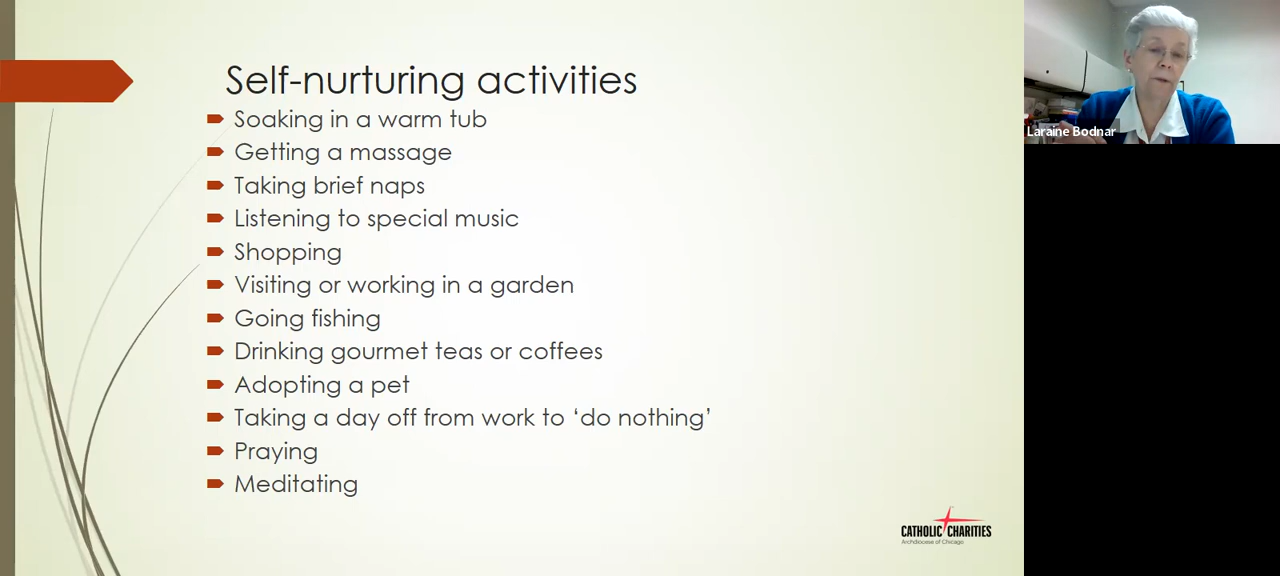 Self-nurturing activities
Soaking in a warm tub
Getting a massage
Taking brief naps
Listening to special music
Shopping
Visiting or working in a garden
Going fishing
Drinking gourmet teas or coffees
Adopting a pet
Taking a day off from work to ‘do nothing’
Praying
Meditating
CATHOLIC CHARITIES
Archdiocese of Chicago
Laraine Bodnar